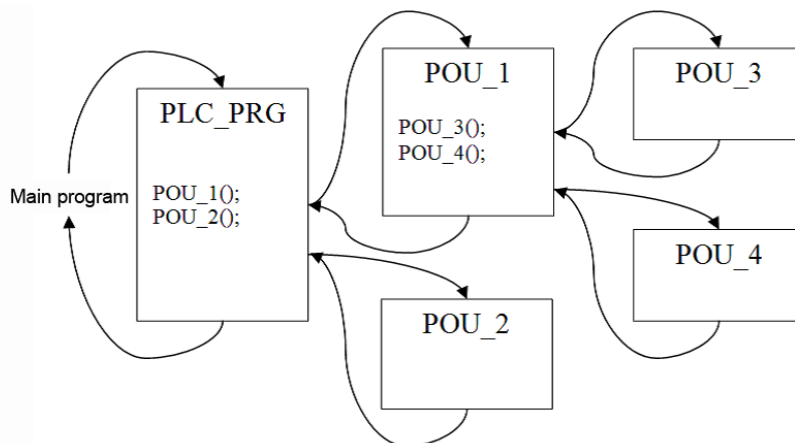 Main program
PLC_PRG
POU_1();
POU_2();
POU_1
POU_3();
POU_4();
POU_2
POU_3
POU_4